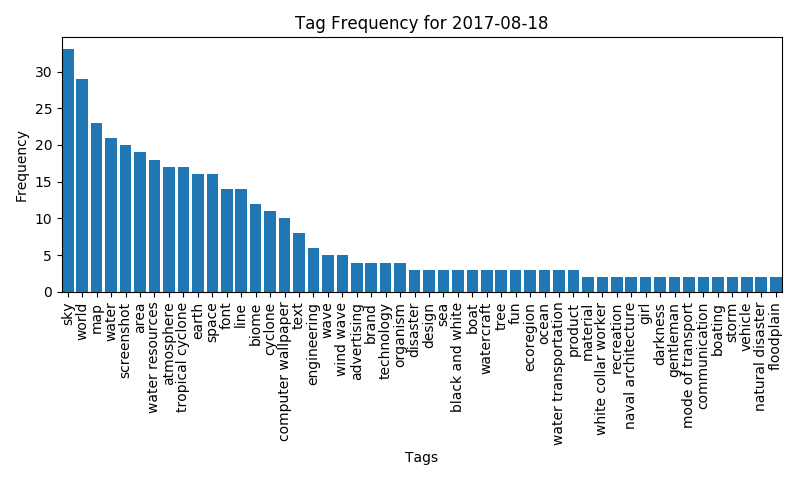 Tag Frequency for 2017-08-18
Frequency
30
25
20
15
10
5
0
sky
world
map
water
screenshot
area
water resources
atmosphere
tropical cyclone
earth
space
font
line
biome
cyclone
computer wallpaper
text
engineering
wave
wind wave
advertising
brand
technology
organism
disaster
design
sea
black and white
boat
watercraft
tree
fun
ecoregion
ocean
water transportation
product
material
white collar worker
recreation
naval architecture
girl
darkness
gentleman
mode of transport
communication
boating
storm
vehicle
natural disaster
floodplain
Tags